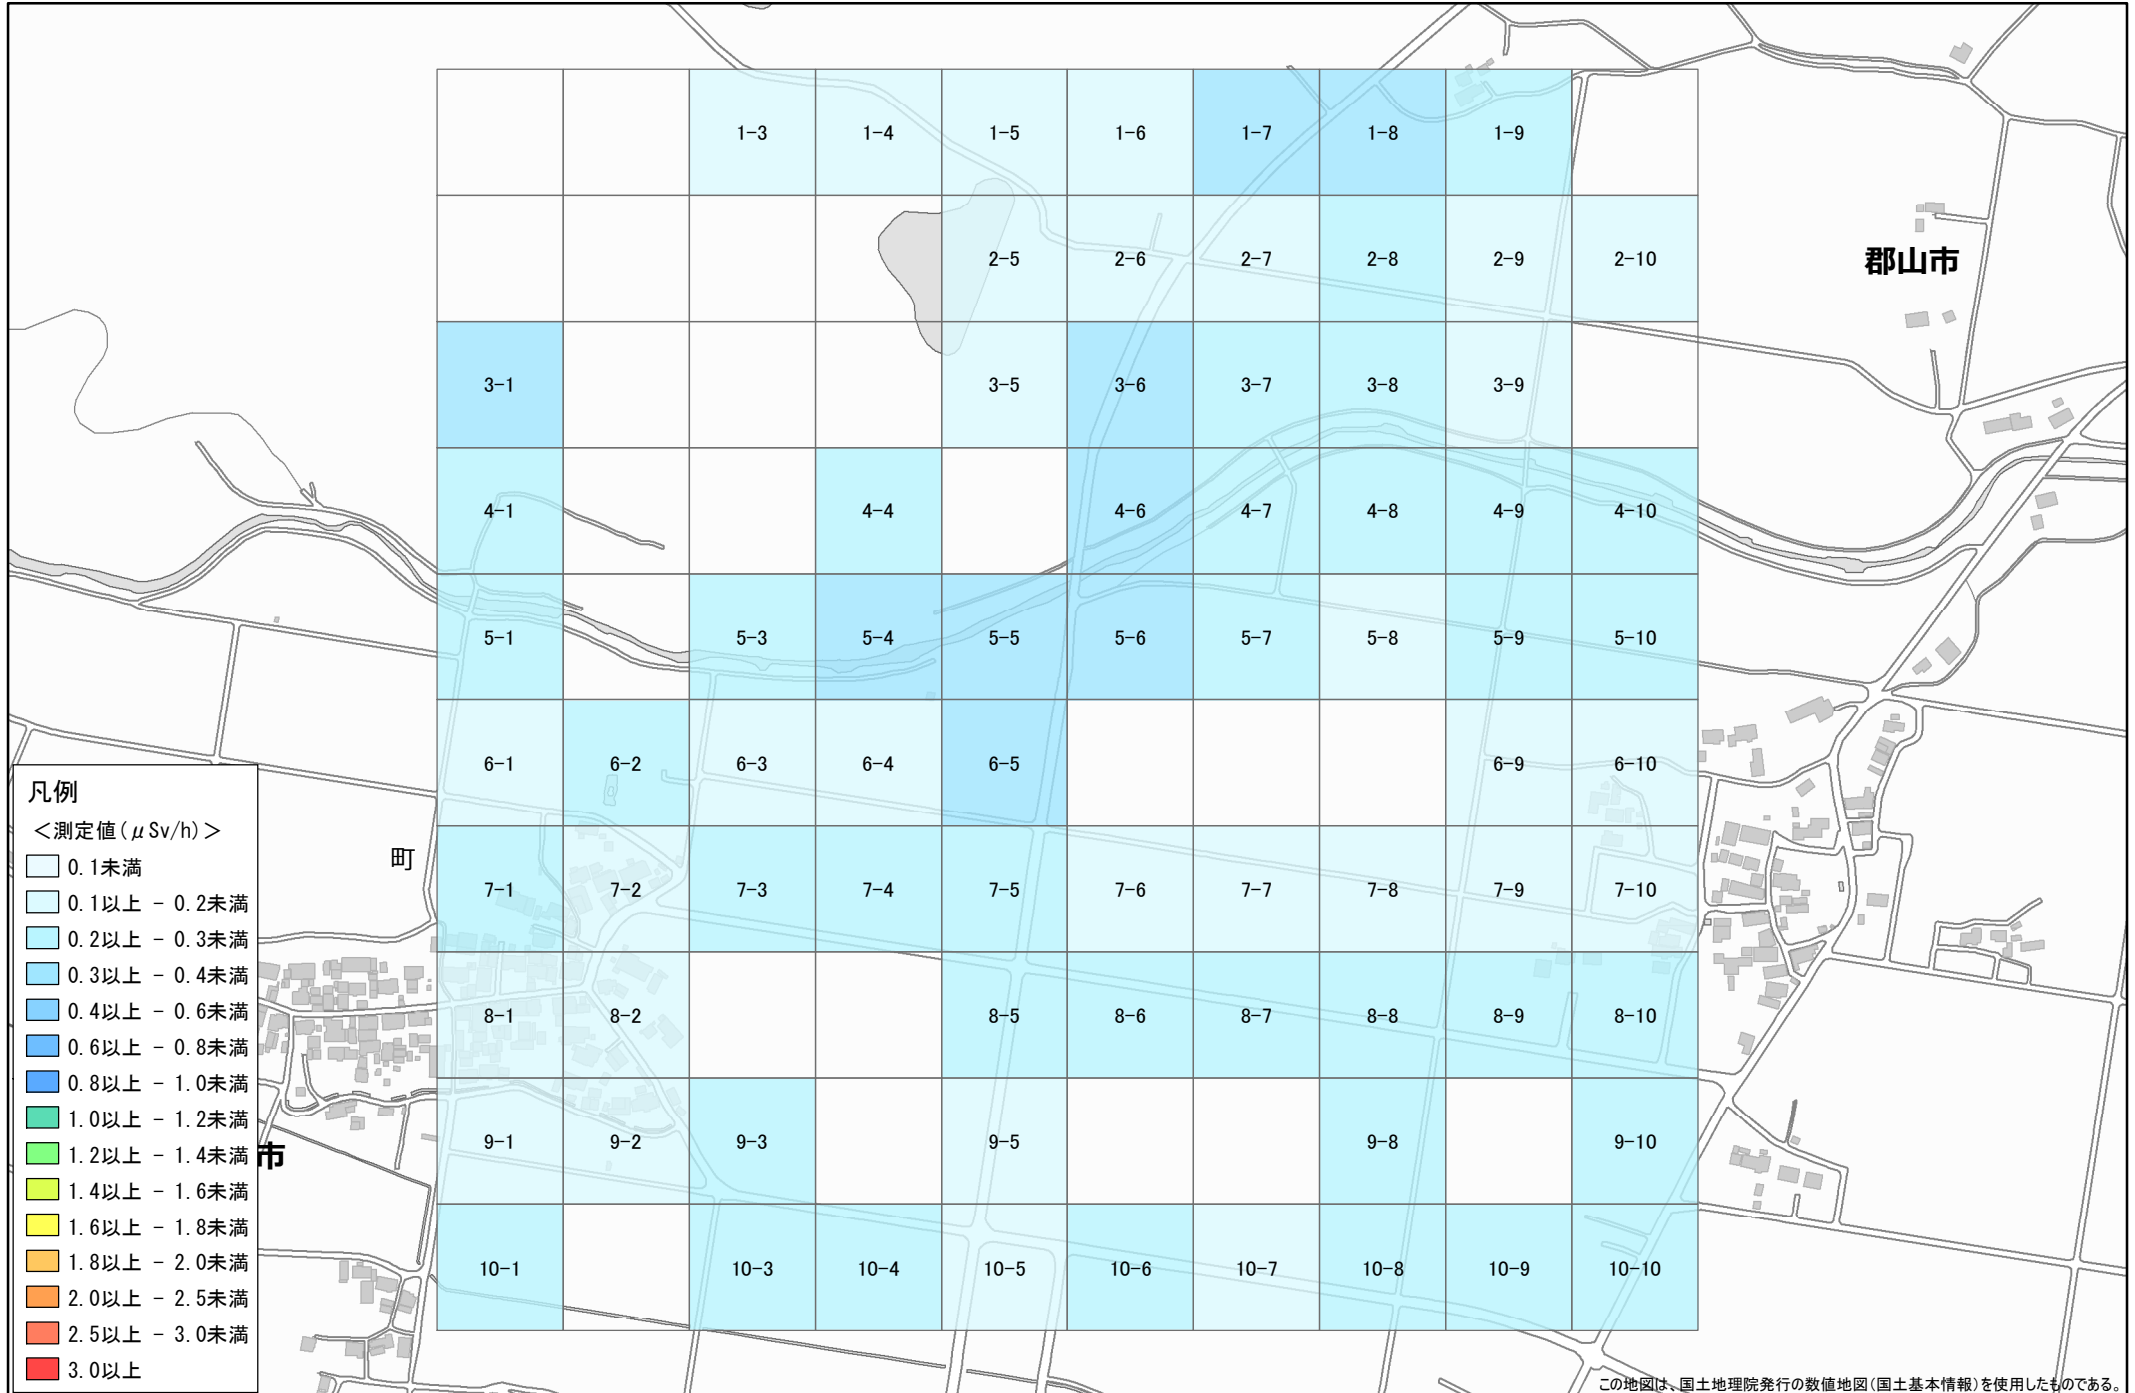 1-3 1-4 1-5 1-6 1-7 1-8 1-9
2-5 2-6 2-7 2-8 2-9 2-10
郡山市
3-1 3-5 3-6 3-7 3-8 3-9
4-1 4-4 4-6 4-7 4-8 4-9 4-10
5-1 5-3 5-4 5-5 5-6 5-7 5-8 5-9 5-10
6-1 6-2 6-3 6-4 6-5 6-9 6-10
町
7-1 7-2 7-3 7-4 7-5 7-6 7-7 7-8 7-9 7-10
8-1 8-2 8-5 8-6 8-7 8-8 8-9 8-10
市
9-1 9-2 9-3 9-5 9-8 9-10
10-1 10-3 10-4 10-5 10-6 10-7 10-8 10-9 10-10
凡例
＜測定値(μSv/h)＞
0.1未満
0.1以上 - 0.2未満
0.2以上 - 0.3未満
0.3以上 - 0.4未満
0.4以上 - 0.6未満
0.6以上 - 0.8未満
0.8以上 - 1.0未満
1.0以上 - 1.2未満
1.2以上 - 1.4未満
1.4以上 - 1.6未満
1.6以上 - 1.8未満
1.8以上 - 2.0未満
2.0以上 - 2.5未満
2.5以上 - 3.0未満
3.0以上
この地図は、国土地理院発行の数値地図(国土基本情報)を使用したものである。